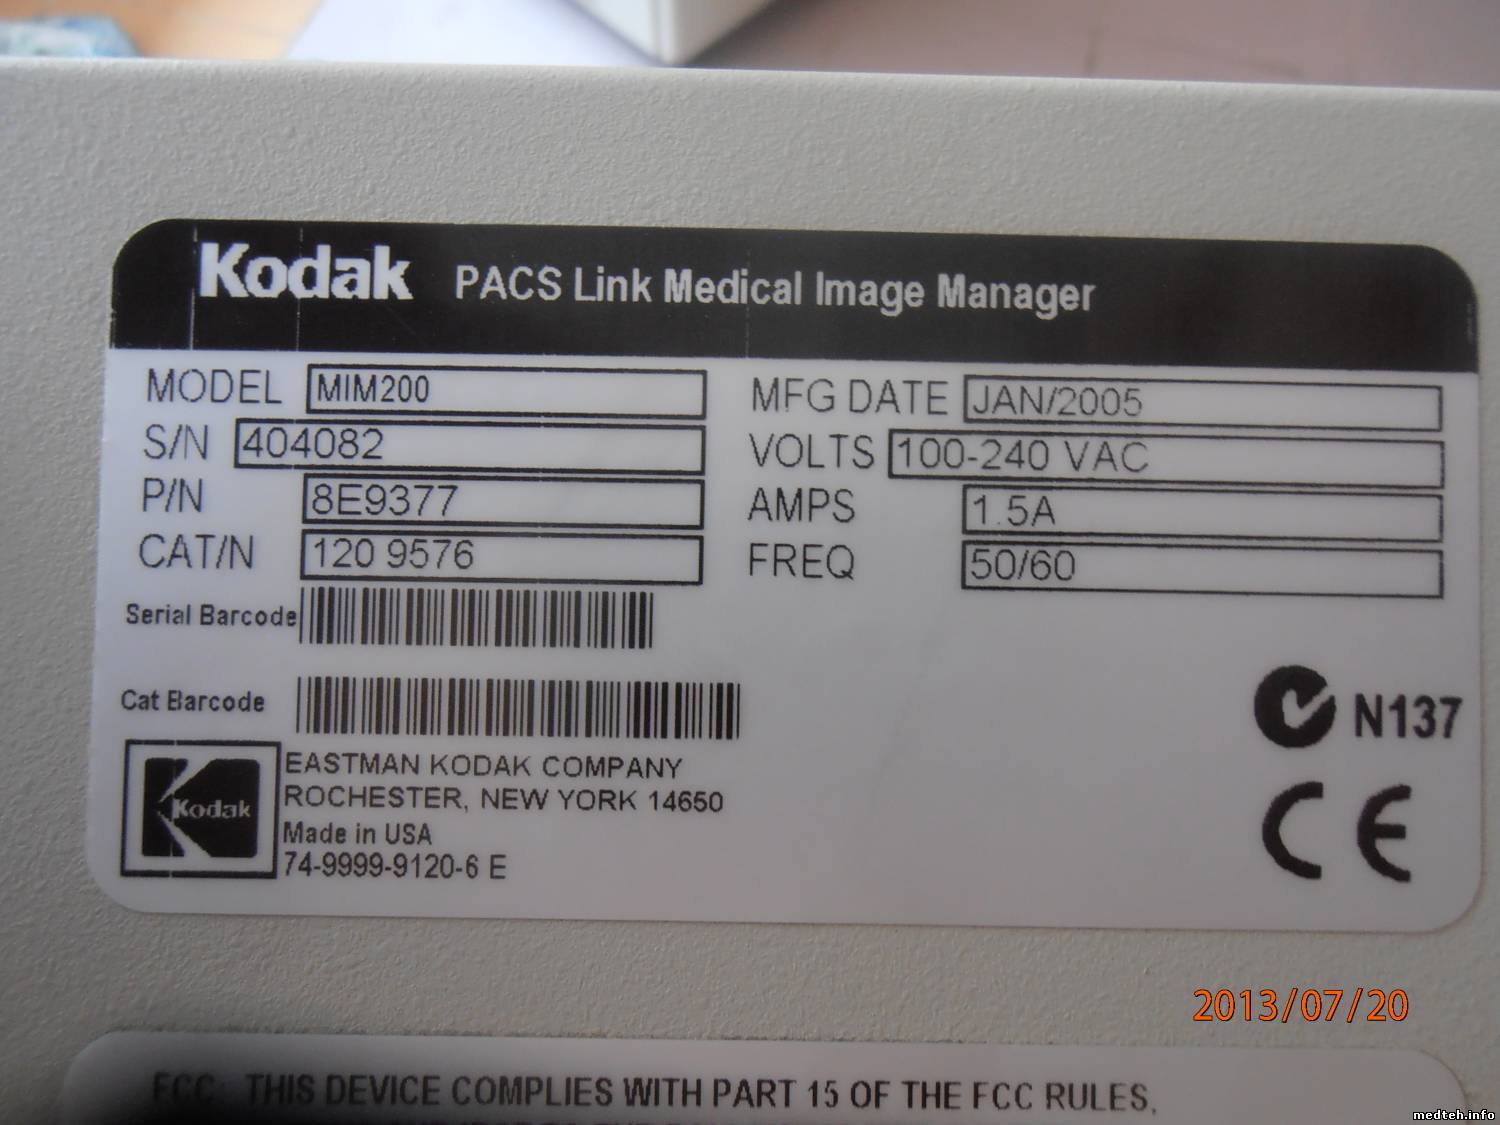 Kodak PACS Link Medical Image Manager
MODEL MIM200 MFG DATE JAN/2005
S/N 404082 VOLTS 100-240 VAC
P/N 8E9377 AMPS 1.5A
CAT/N 120 9576 FREQ 50/60
Serial Barcode
Cat Barcode
N137
Kodak
EASTMAN KODAK COMPANY
ROCHESTER, NEW YORK 14650
Made in USA
74-9999-9120-6 E
CE
2013/07/20
FCC: THIS DEVICE COMPLIES WITH PART 15 OF THE FCC RULES.
medteh.info